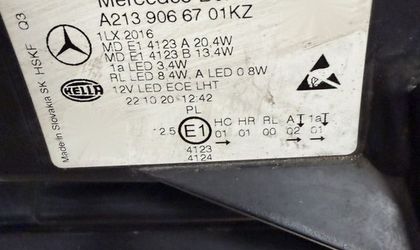 Mercedes-Benz
A213 906 67 01KZ
1LX 2016
MD E1 4123 A 20.4W
MD E1 4123 B 13.4W
1a LED 3.4W
RL LED 8.4W, A LED 0.8W
12V LED ECE LHT
22.10.20 12:42
PL
HELLA
Made in Slovakia SK HSKF 03
12.5 E1 HC HR RL A 1a
01 01 00 02 01
4123
4124